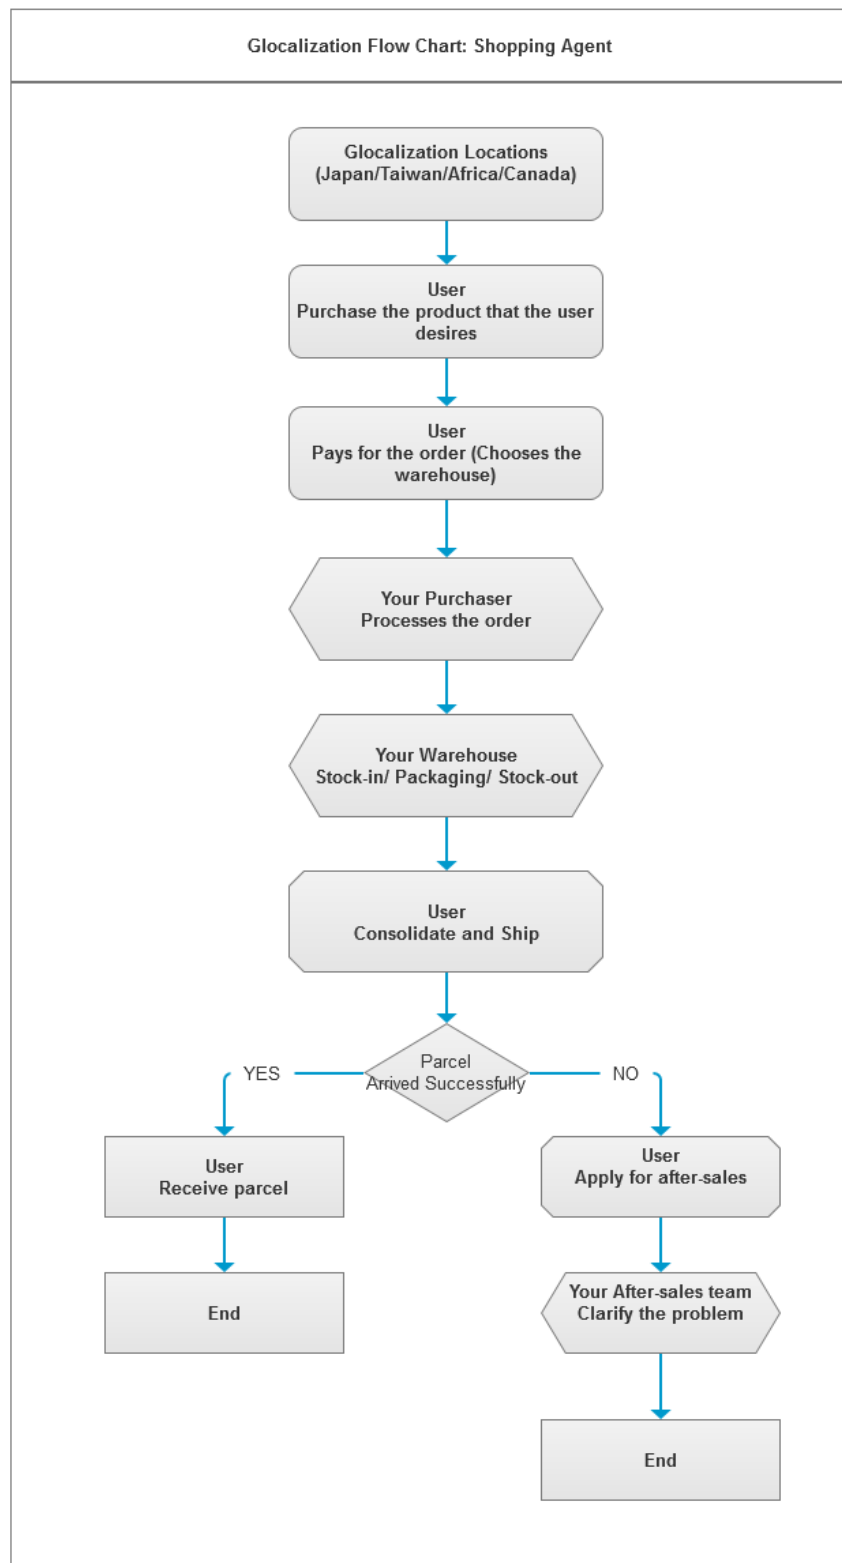 Glocalization Flow Chart: Shopping Agent
Glocalization Locations
(Japan/Taiwan/Africa/Canada)
User
Purchase the product that the user
desires
User
Pays for the order (Chooses the
warehouse)
Your Purchaser
Processes the order
Your Warehouse
Stock-in/ Packaging/ Stock-out
User
Consolidate and Ship
Parcel
Arrived Successfully
YES
NO
User
Receive parcel
User
Apply for after-sales
End
Your After-sales team
Clarify the problem
End